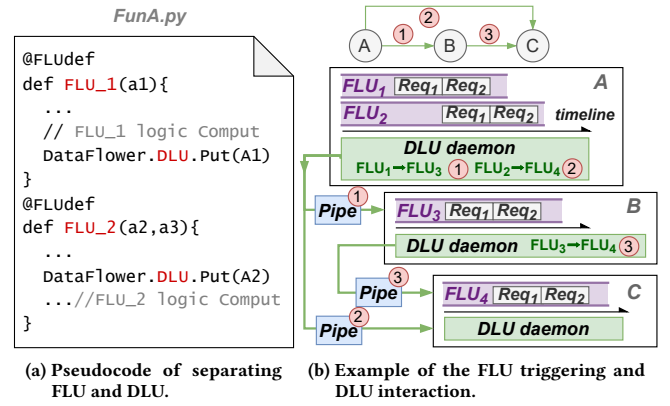 FunA.py
@FLUdef
def FLU_1(a1){
...
// FLU_1 logic Comput
DataFlower.DLU.Put(A1)
}
@FLUdef
def FLU_2(a2,a3){
...
DataFlower.DLU.Put(A2)
...//FLU_2 logic Comput
}
(a) Pseudocode of separating
FLU and DLU.
2
A 1 B 3 C
A
FLU1 Req1 Req2
FLU2 Req1 Req2 timeline
DLU daemon
FLU1→FLU3 1 FLU2→FLU4 2
Pipe 1
B
FLU3 Req1 Req2
DLU daemon FLU3→FLU4 3
Pipe 3
C
FLU4 Req1 Req2
Pipe 2
DLU daemon
(b) Example of the FLU triggering and
DLU interaction.